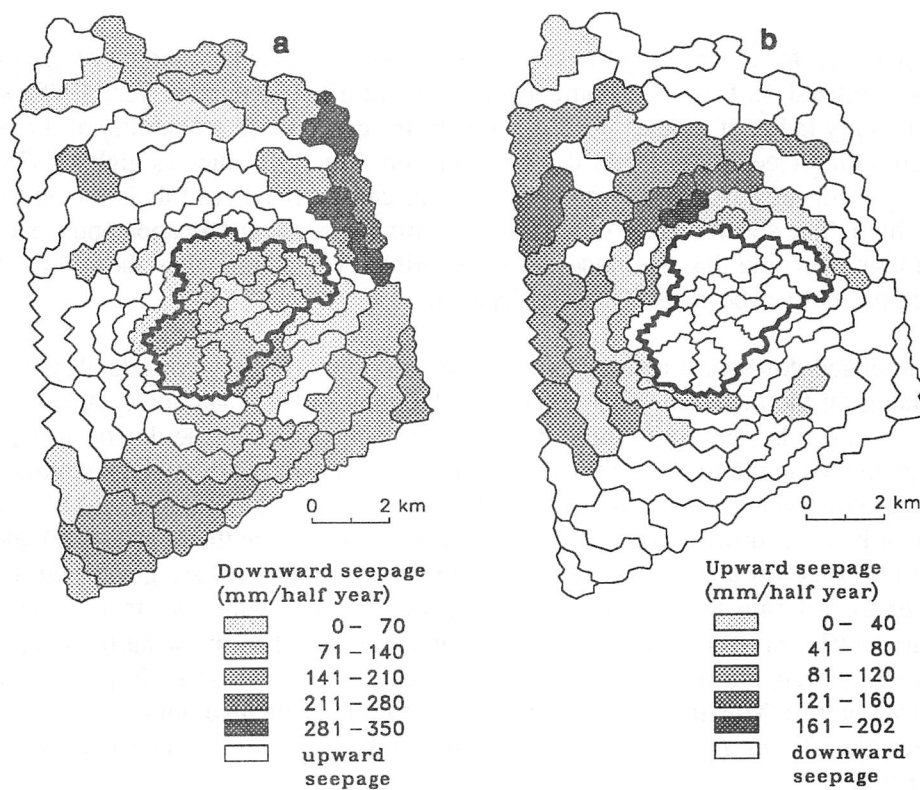 a
0 2 km
Downward seepage
(mm/half year)
0 – 70
71 – 140
141 – 210
211 – 280
281 – 350
upward
seepage
b
0 2 km
Upward seepage
(mm/half year)
0 – 40
41 – 80
81 – 120
121 – 160
161 – 202
downward
seepage